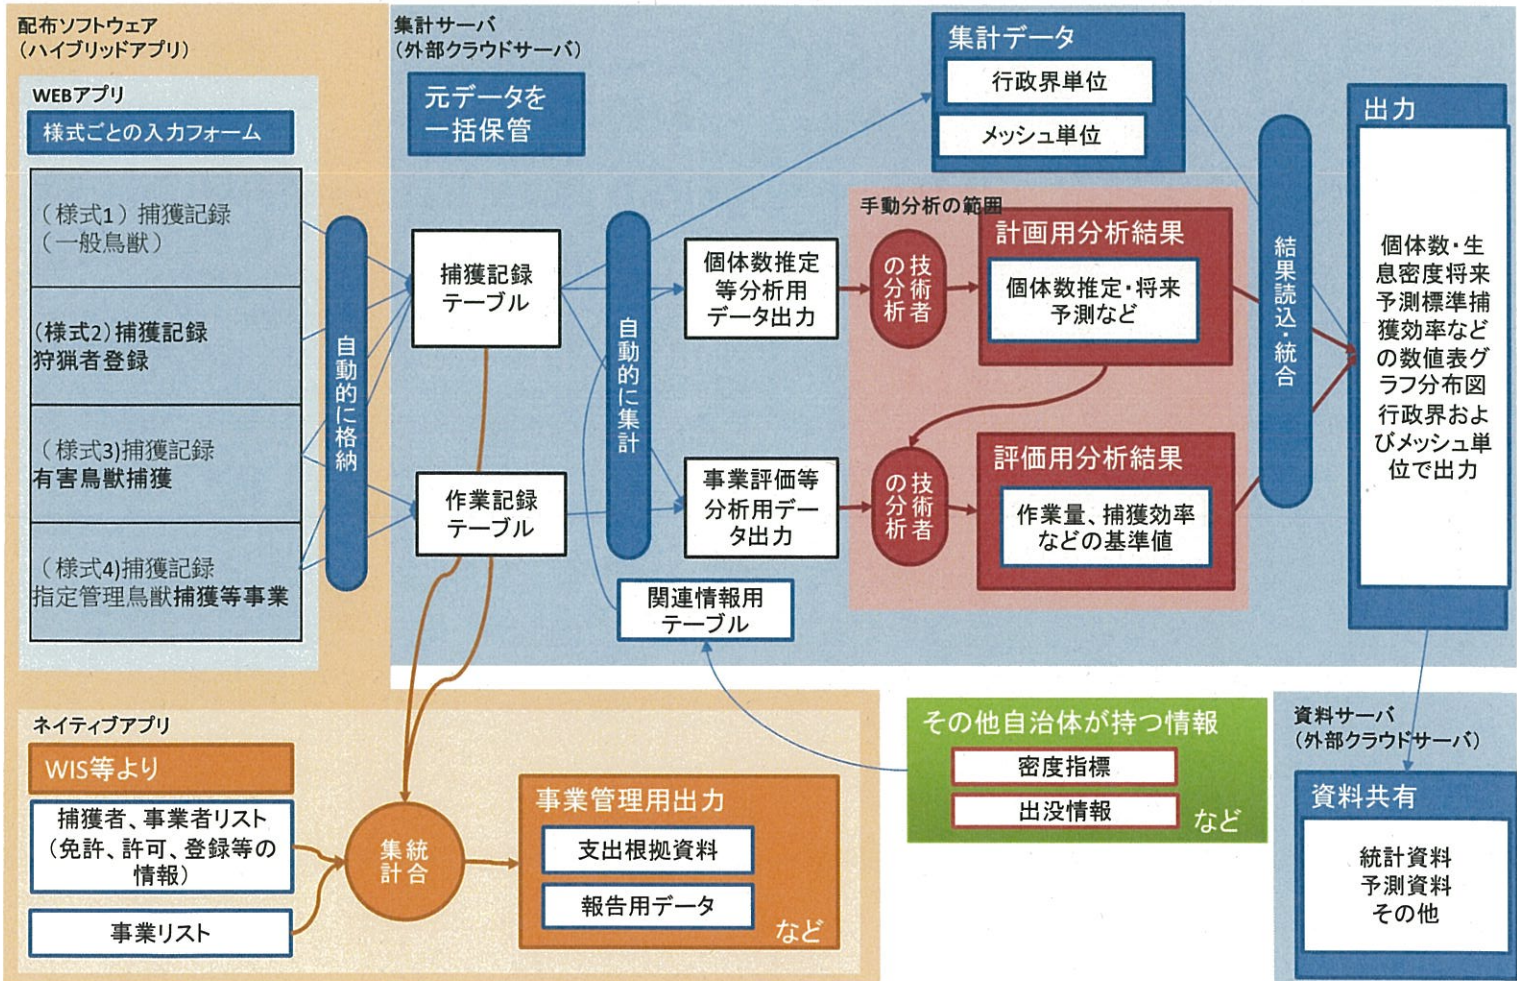 配布ソフトウェア
（ハイブリッドアプリ）
WEBアプリ
様式ごとの入力フォーム
（様式1）捕獲記録
（一般鳥獣）
(様式2)捕獲記録
狩猟者登録
（様式3)捕獲記録
有害鳥獣捕獲
（様式4)捕獲記録
指定管理鳥獣捕獲等事業
自動的に格納
集計サーバ
（外部クラウドサーバ）
元データを
一括保管
捕獲記録
テーブル
作業記録
テーブル
自動的に集計
集計データ
行政界単位
メッシュ単位
個体数推定
等分析用
データ出力
事業評価等
分析用デー
タ出力
関連情報用
テーブル
手動分析の範囲
技術者
の分析
計画用分析結果
個体数推定・将来
予測など
技術者
の分析
評価用分析結果
作業量、捕獲効率
などの基準値
結果読込・統合
出力
個体数・生
息密度将来
予測標準捕
獲効率など
の数値表グ
ラフ分布図
行政界およ
びメッシュ単
位で出力
ネイティブアプリ
WIS等より
捕獲者、事業者リスト
（免許、許可、登録等の
情報）
事業リスト
統合
集計
事業管理用出力
支出根拠資料
報告用データ
など
その他自治体が持つ情報
密度指標
出没情報
など
資料サーバ
（外部クラウドサーバ）
資料共有
統計資料
予測資料
その他